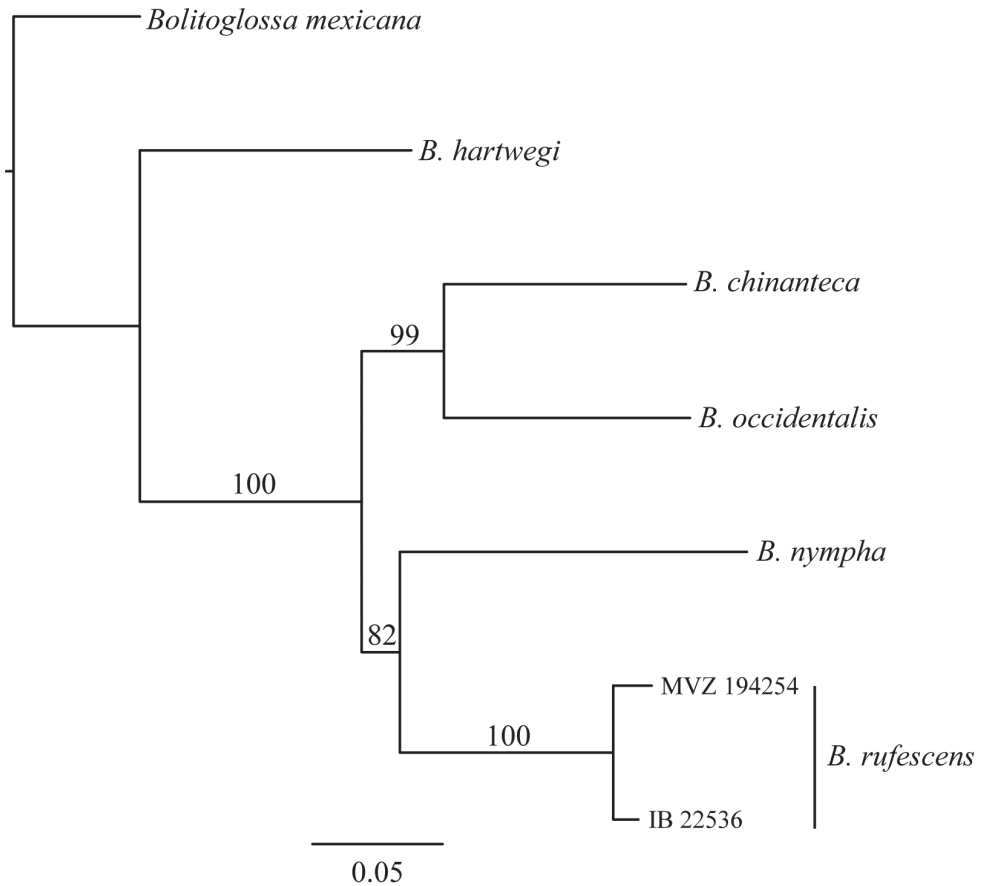 Bolitoglossa mexicana
B. hartwegi
B. chinanteca
99
B. occidentalis
100
B. nympha
82
MVZ 194254
100
B. rufescens
IB 22536
0.05